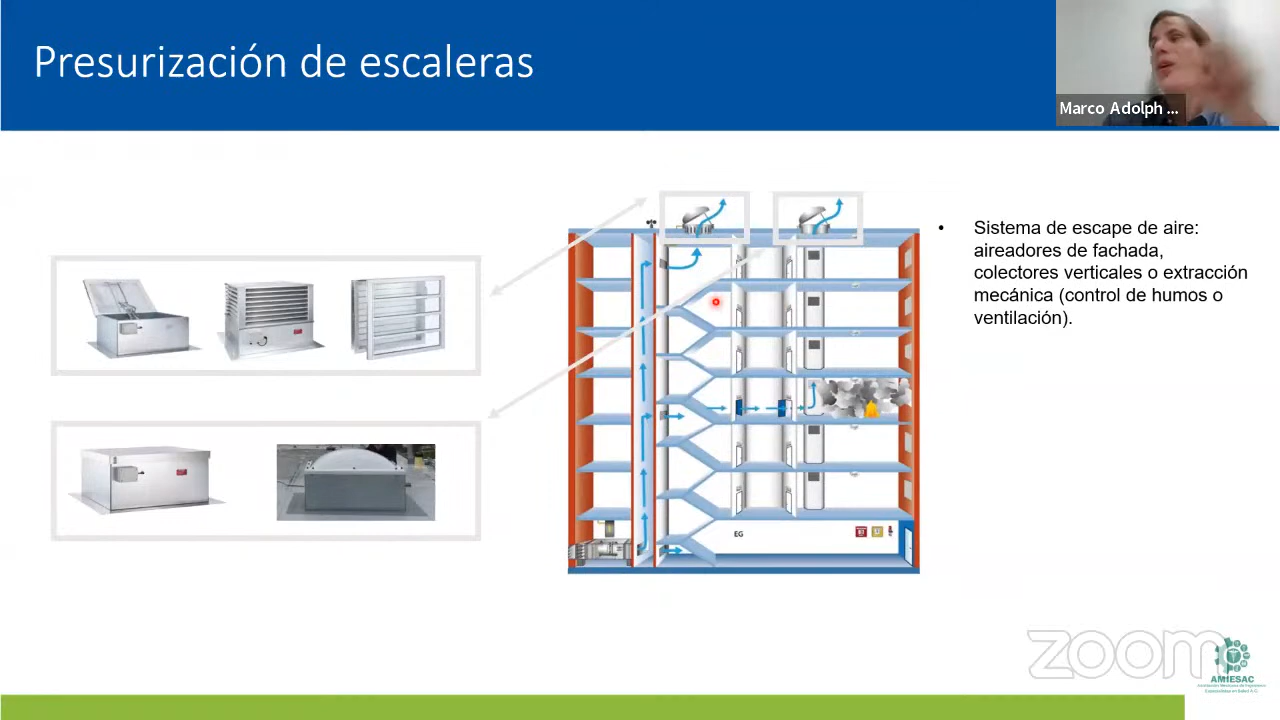 Presurización de escaleras
Marco Adolph ...
• Sistema de escape de aire:
aireadores de fachada,
colectores verticales o extracción
mecánica (control de humos o
ventilación).
EG
zoom
AMIESAC